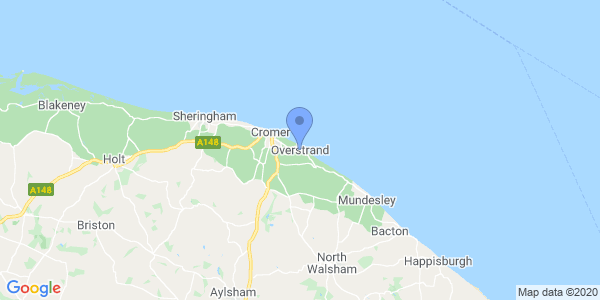 Blakeney
Sheringham
Cromer
A148
Overstrand
Holt
A148
Mundesley
Briston
Bacton
North
Walsham
Happisburgh
Aylsham
Google
Map data ©2020